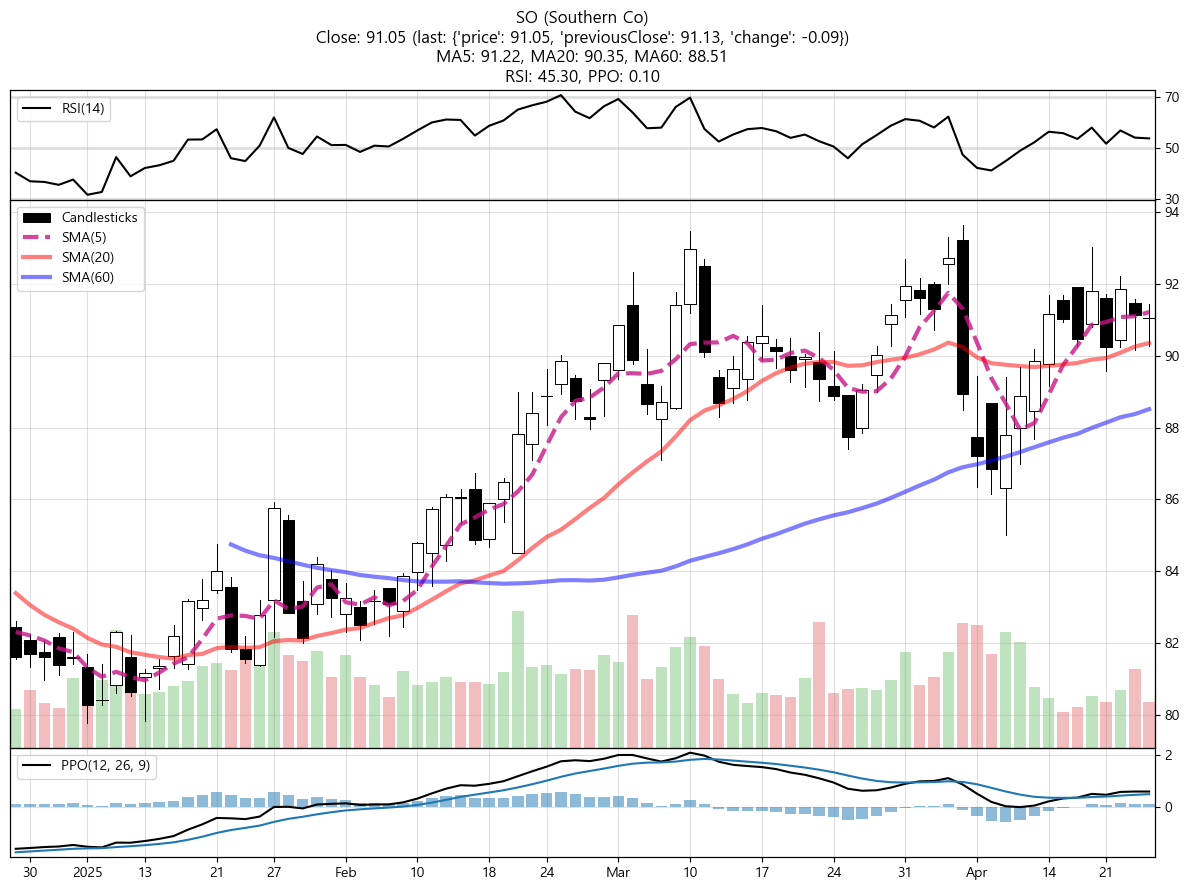 SO (Southern Co)
Close: 91.05 (last: {'price': 91.05, 'previousClose': 91.13, 'change': -0.09})
MA5: 91.22, MA20: 90.35, MA60: 88.51
RSI: 45.30, PPO: 0.10
RSI(14)
70
50
30
Candlesticks
SMA(5)
SMA(20)
SMA(60)
94
92
90
88
86
84
82
80
PPO(12, 26, 9)
2
0
30 2025 13 21 27 Feb 10 18 24 Mar 10 17 24 31 Apr 14 21